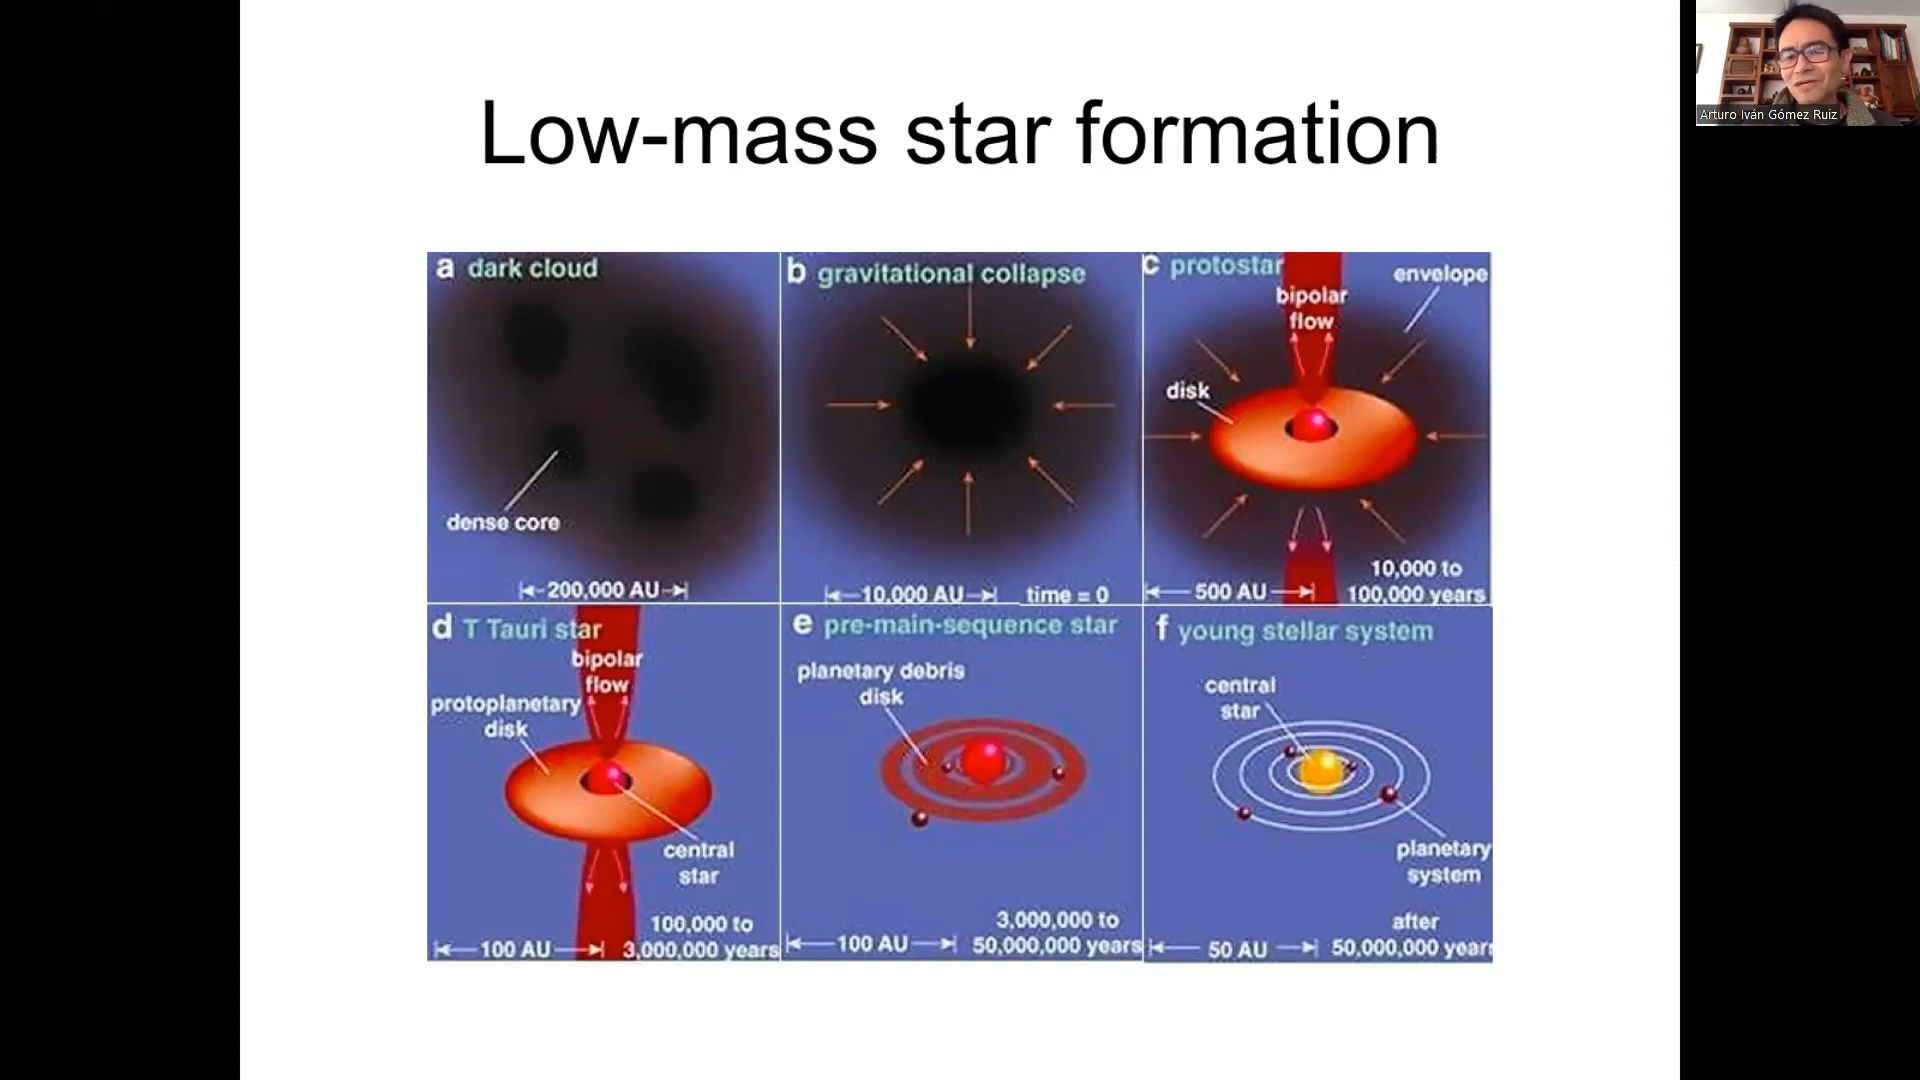 Low-mass star formation
Arturo Iván Gómez Ruiz
a dark cloud
dense core
200,000 AU
b gravitational collapse
10,000 AU
time = 0
c protostar
envelope
bipolar
flow
disk
500 AU
10,000 to
100,000 years
d T Tauri star
bipolar
flow
protoplanetary
disk
central
star
100 AU
100,000 to
3,000,000 years
e pre-main-sequence star
planetary debris
disk
100 AU
3,000,000 to
50,000,000 years
f young stellar system
central
star
planetary
system
50 AU
after
50,000,000 years